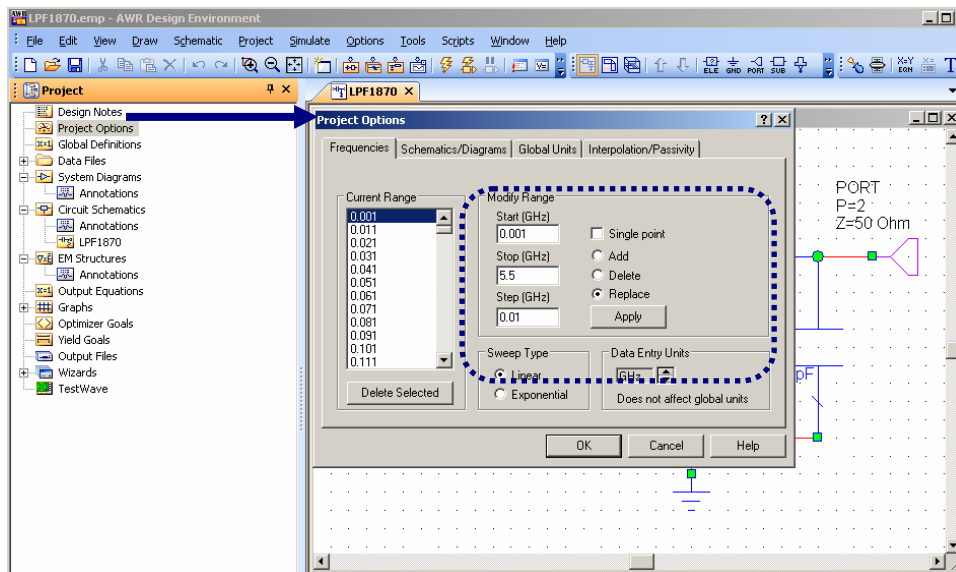 LPF1870.emp - AWR Design Environment
File Edit View Draw Schematic Project Simulate Options Tools Scripts Window Help
ELE GND PORT SUB X=Y EQN T
Project
LPF1870
Design Notes
Project Options
Global Definitions
Data Files
System Diagrams
Annotations
Circuit Schematics
Annotations
LPF1870
EM Structures
Annotations
Output Equations
Graphs
Optimizer Goals
Yield Goals
Output Files
Wizards
TestWave
Project Options
Frequencies Schematics/Diagrams Global Units Interpolation/Passivity
Current Range
0.001
0.011
0.021
0.031
0.041
0.051
0.061
0.071
0.081
0.091
0.101
0.111
Delete Selected
Modify Range
Start (GHz)
0.001
Single point
Stop (GHz)
Add
5.5
Delete
Step (GHz)
Replace
0.01
Apply
Sweep Type
Linear
Exponential
Data Entry Units
GHz
Does not affect global units
OK Cancel Help
PORT
P=2
Z=50 Ohm
pF